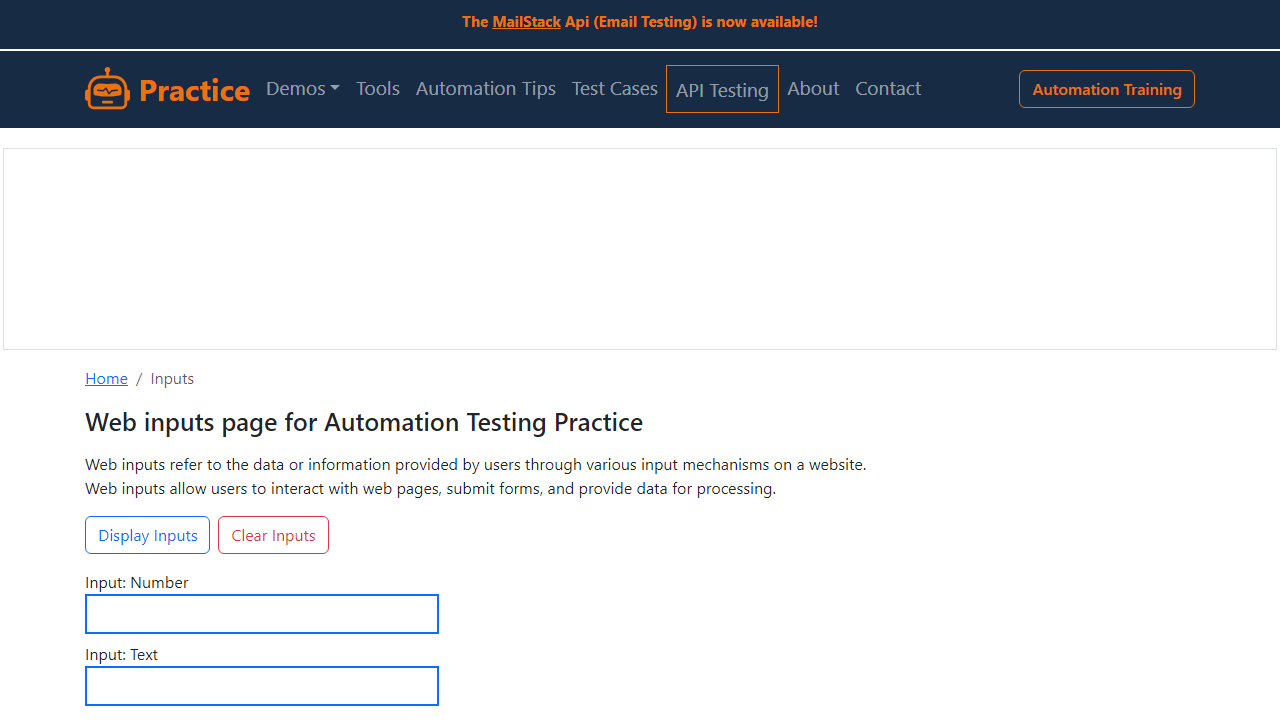 The MailStack Api (Email Testing) is now available!
Practice Demos Tools Automation Tips Test Cases API Testing About Contact Automation Training
Home / Inputs
Web inputs page for Automation Testing Practice
Web inputs refer to the data or information provided by users through various input mechanisms on a website.
Web inputs allow users to interact with web pages, submit forms, and provide data for processing.
Display Inputs Clear Inputs
Input: Number
Input: Text